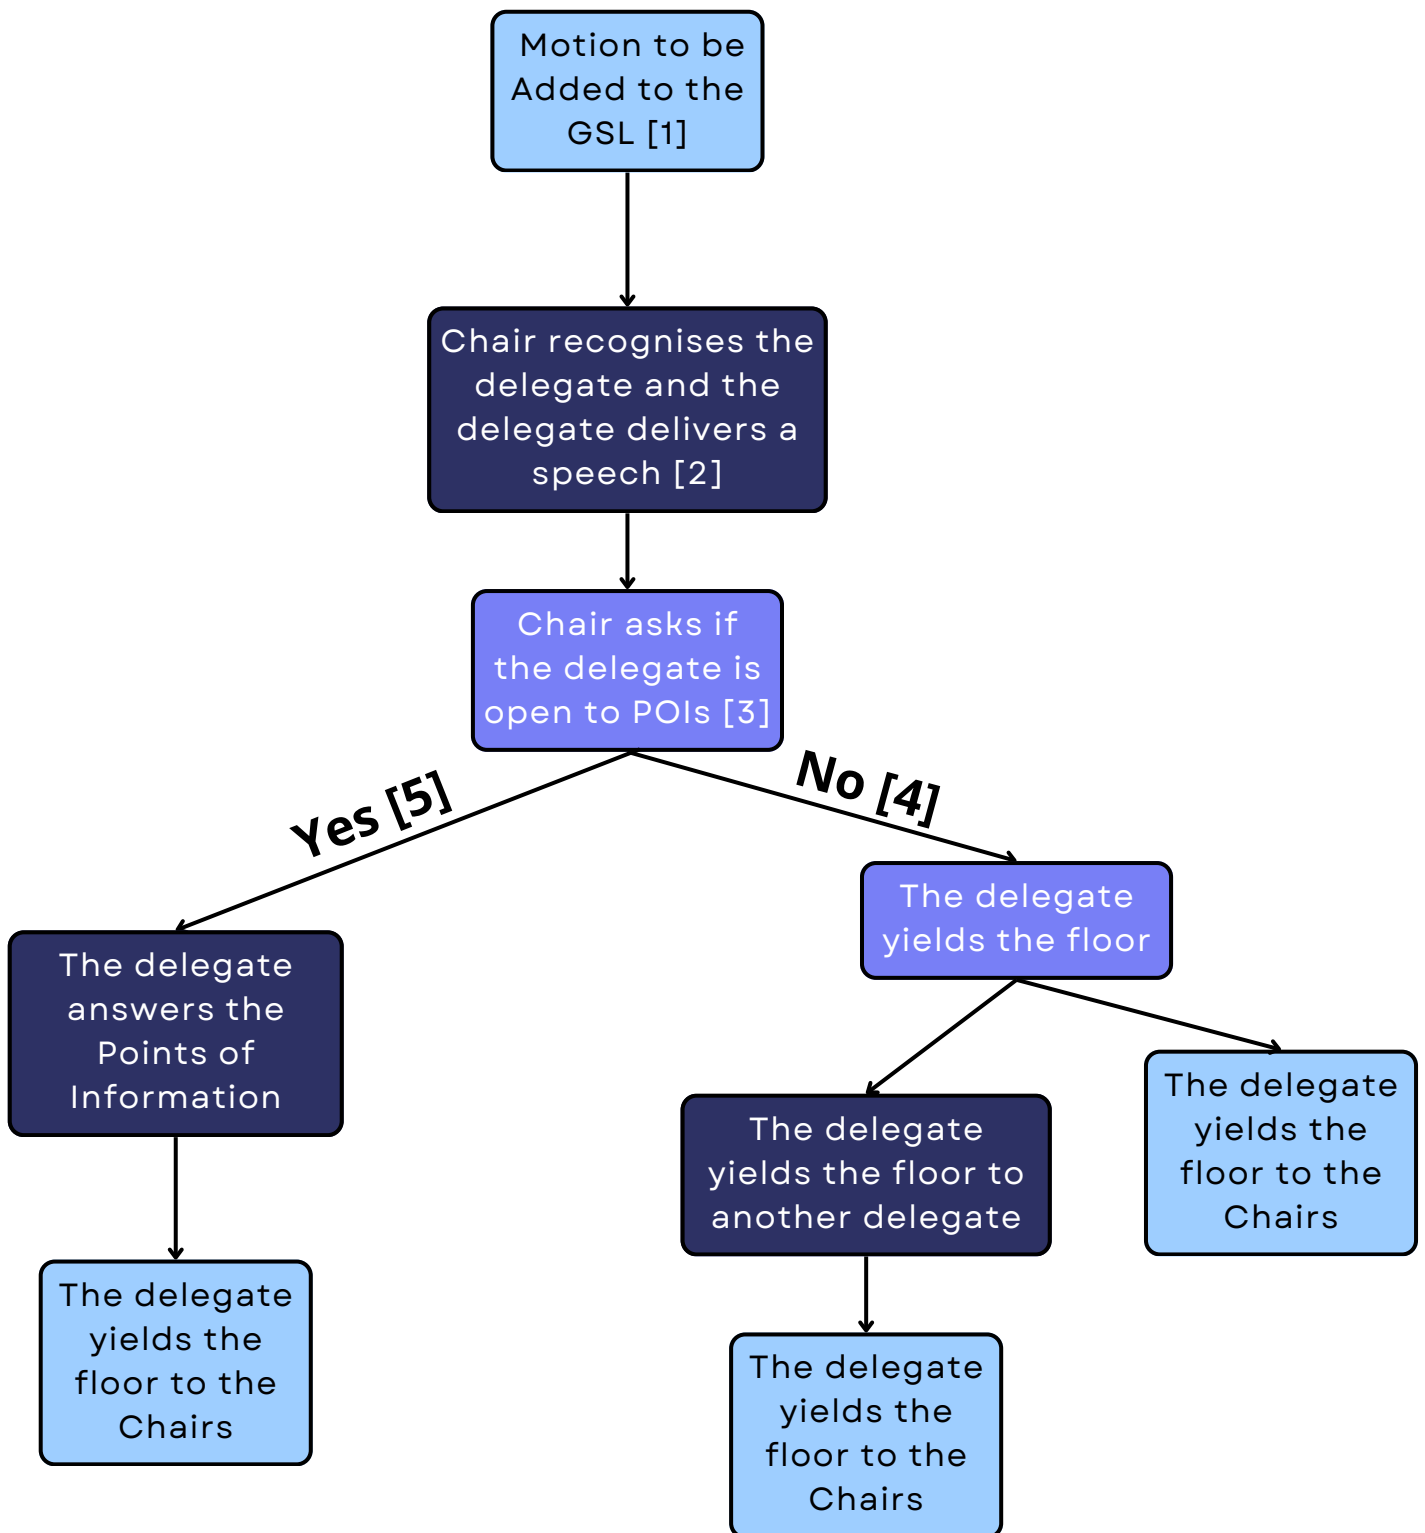 Motion to be
Added to the
GSL [1]
Chair recognises the
delegate and the
delegate delivers a
speech [2]
Chair asks if
the delegate is
open to POIs [3]
Yes [5]
No [4]
The delegate
yields the floor
The delegate
answers the
Points of
Information
The delegate
yields the floor to
another delegate
The delegate
yields the
floor to the
Chairs
The delegate
yields the
floor to the
Chairs
The delegate
yields the
floor to the
Chairs